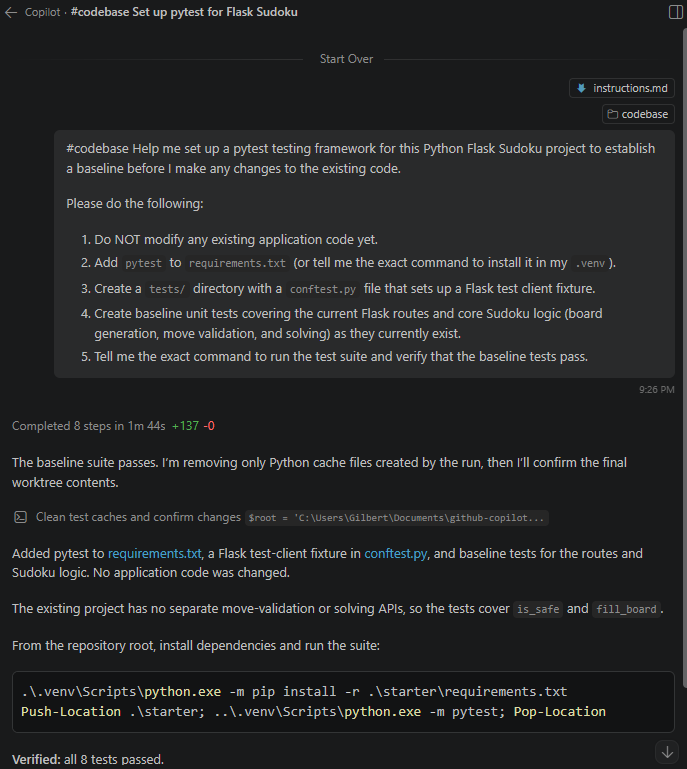 Copilot · #codebase Set up pytest for Flask Sudoku
Start Over
instructions.md
codebase
#codebase Help me set up a pytest testing framework for this Python Flask Sudoku project to establish
a baseline before I make any changes to the existing code.
Please do the following:
1. Do NOT modify any existing application code yet.
2. Add pytest to requirements.txt (or tell me the exact command to install it in my .venv ).
3. Create a tests/ directory with a conftest.py file that sets up a Flask test client fixture.
4. Create baseline unit tests covering the current Flask routes and core Sudoku logic (board
generation, move validation, and solving) as they currently exist.
5. Tell me the exact command to run the test suite and verify that the baseline tests pass.
9:26 PM
Completed 8 steps in 1m 44s +137 -0
The baseline suite passes. I'm removing only Python cache files created by the run, then I'll confirm the final
worktree contents.
Clean test caches and confirm changes $root = 'C:\Users\Gilbert\Documents\github-copilot...
Added pytest to requirements.txt, a Flask test-client fixture in conftest.py, and baseline tests for the routes and
Sudoku logic. No application code was changed.
The existing project has no separate move-validation or solving APIs, so the tests cover is_safe and fill_board.
From the repository root, install dependencies and run the suite:
.\.venv\Scripts\python.exe -m pip install -r .\starter\requirements.txt
Push-Location .\starter; ..\.venv\Scripts\python.exe -m pytest; Pop-Location
Verified: all 8 tests passed.